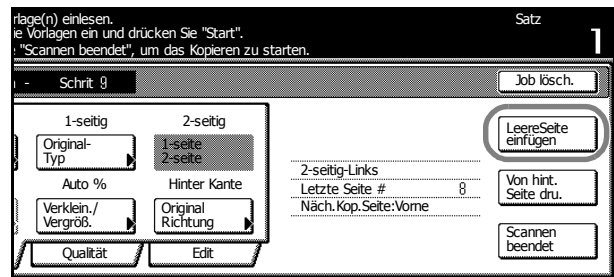 rlage(n) einlesen.
ie Vorlagen ein und drücken Sie "Start".
"Scannen beendet", um das Kopieren zu starten.
Satz
1
- Schrit 9
Job lösch.
1-seitig
2-seitig
Original-
Typ
1-seite
2-seite
Auto %
Hinter Kante
Verklein./
Vergröß.
Original
Richtung
Qualität
Edit
2-seitig-Links
Letzte Seite # 8
Näch.Kop.Seite:Vorne
LeereSeite
einfügen
Von hint.
Seite dru.
Scannen
beendet